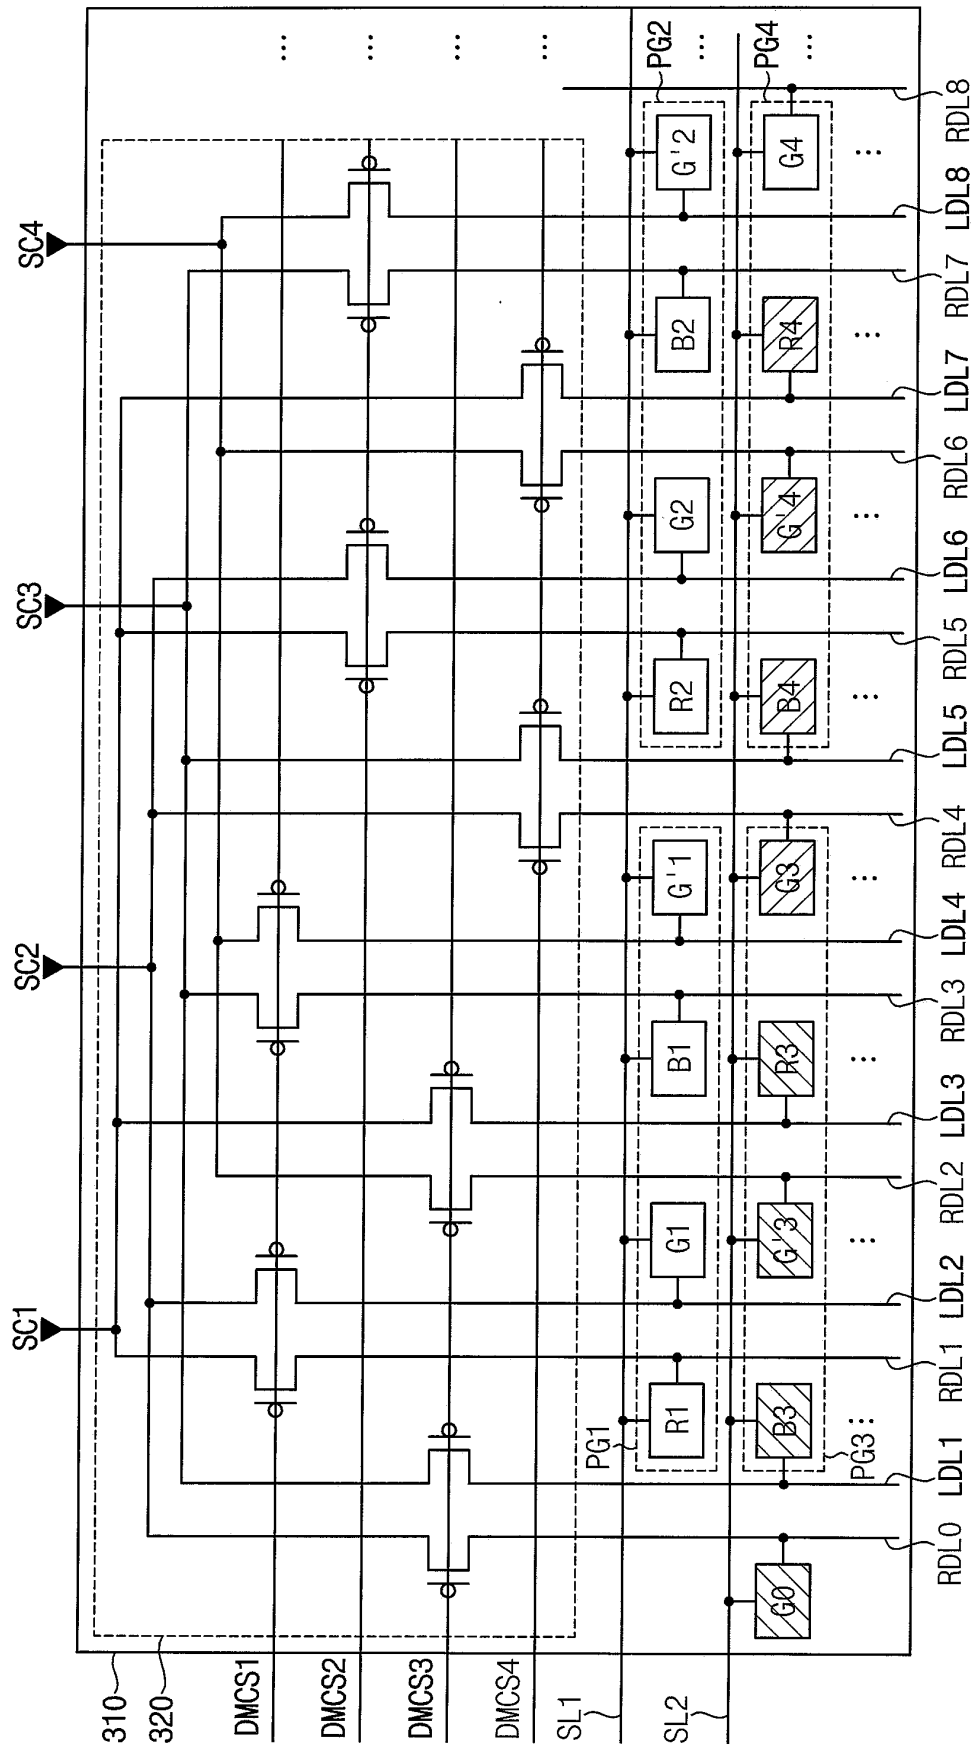 SC1
SC2
SC3
SC4
310
320
DMCS1
DMCS2
DMCS3
DMCS4
SL1
PG1
PG2
R1
G1
B1
G'1
R2
G2
B2
G'2
SL2
PG4
G0
B3
G'3
R3
G3
B4
G'4
R4
G4
PG3
RDL0
LDL1
RDL1
LDL2
RDL2
LDL3
RDL3
LDL4
RDL4
LDL5
RDL5
LDL6
RDL6
LDL7
RDL7
LDL8
RDL8